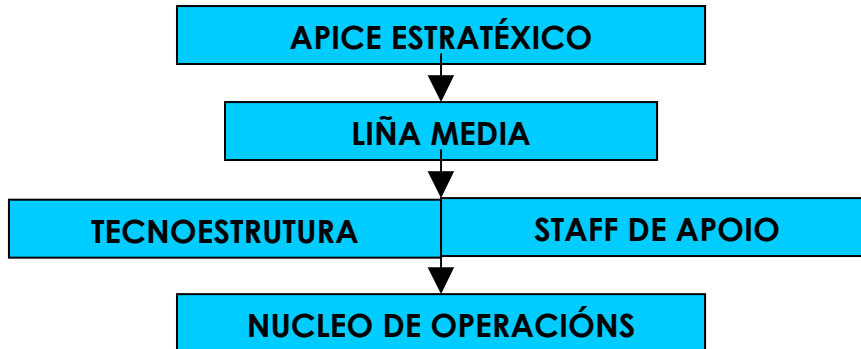 APICE ESTRATÉXICO
LIÑA MEDIA
TECNOESTRUTURA
STAFF DE APOIO
NUCLEO DE OPERACIÓNS